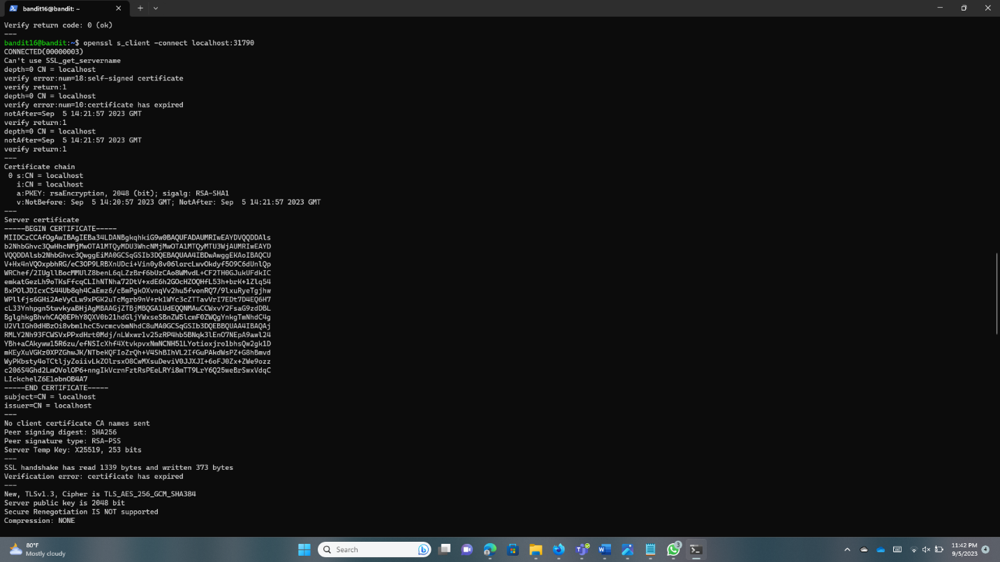 bandit16@bandit: ~
Verify return code: 0 (ok)
---
bandit16@bandit:~$ openssl s_client -connect localhost:31790
CONNECTED(00000003)
Can't use SSL_get_servername
depth=0 CN = localhost
verify error:num=18:self-signed certificate
verify return:1
depth=0 CN = localhost
verify error:num=10:certificate has expired
notAfter=Sep  5 14:21:57 2023 GMT
verify return:1
depth=0 CN = localhost
notAfter=Sep  5 14:21:57 2023 GMT
verify return:1
---
Certificate chain
 0 s:CN = localhost
   i:CN = localhost
   a:PKEY: rsaEncryption, 2048 (bit); sigalg: RSA-SHA1
   v:NotBefore: Sep  5 14:20:57 2023 GMT; NotAfter: Sep  5 14:21:57 2023 GMT
---
Server certificate
-----BEGIN CERTIFICATE-----
MIIDCzCCAfOgAwIBAgIEBa34LDANBgkqhkiG9w0BAQUFADAUMRIwEAYDVQQDDAls
b2NhbGhvc3QwHhcNMjMwOTA1MTQyMDU3WhcNMjMwOTA1MTQyMTU3WjAUMRIwEAYD
VQQDDAlsb2NhbGhvc3QwggEiMA0GCSqGSIb3DQEBAQUAA4IBDwAwggEKAoIBAQCU
V+Hx4nVQOxpbhRG/eC3OP9LRBXnUDci+Vin0y8v06lorcLwvOkdyf5O9C6dUnlQp
WRChef/2IUgllBocMMUlZ8benL6qLZzBrf6bUzCAo8WMvdL+CF2TH0GJukUFdkIC
emkatGezLh9oTKsFfcqCLIhNTNha72DtV+xdE6h2GOcHZOQHfL53h+brK+1Zlq54
BxPOlJDIcxCS44Ub8qh4CaEmz6/cBmPgkOXvnqVv2hu5fvonRQ7/9lxuRyeTgjhw
WPllfjs6GHi2AeVyCLw9xPGK2uTcMgrb9nV+rk1WYc3cZTTavVrI7EDt7D4EQ6H7
cL33Ynhpgn5twvkyaBHjAgMBAAGjZTBjMBQGA1UdEQQNMAuCCWxvY2FsaG9zdDBL
BglghkgBhvhCAQ0EPhY8QXV0b21hdGljYWxseSBnZW5lcmF0ZWQgYnkgTmNhdC4g
U2VlIGh0dHBzOi8vbm1hcC5vcmcvbmNhdC8uMA0GCSqGSIb3DQEBBQUAA4IBAQAj
RMLY2Nh93FCWSVxPPxdHrt0Mdj/nLWxwr1v25zRP4hb5BNqk3lEnO7NEpA9awl24
YBh+aCAkyww15R6zu/efNSIcXhf4XtvkpvxNmNCNH51LYotioxjro1bhsQw2gk1D
mKEyXuVGKz0XPZGhwJK/NTbeKQFIoZrQh+V4ShBIhVL2IfGuPAkdWsPZ+G8hBmvd
WyPKbsty4oTCtljyZoiivLkZOlrsxO8CwMXsuDeviV0JJXJI+6oFJ0Zx+ZWe9ozz
c206S4Ghd2LmOVolOP6+nngIkVcrnFztRsPEeLRYi8mTT9LrY6Q25weBrSwxVdqC
LIckchelZ6E1obnOB4A7
-----END CERTIFICATE-----
subject=CN = localhost
issuer=CN = localhost
---
No client certificate CA names sent
Peer signing digest: SHA256
Peer signature type: RSA-PSS
Server Temp Key: X25519, 253 bits
---
SSL handshake has read 1339 bytes and written 373 bytes
Verification error: certificate has expired
---
New, TLSv1.3, Cipher is TLS_AES_256_GCM_SHA384
Server public key is 2048 bit
Secure Renegotiation IS NOT supported
Compression: NONE
80°F
Mostly cloudy
Search
3
11:42 PM
9/5/2023
4